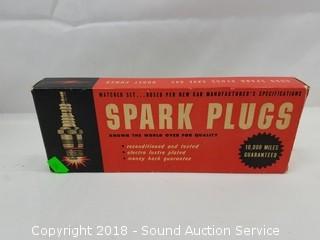 MATCHED SET...BOXED PER NEW CAR MANUFACTURER'S SPECIFICATIONS
SPARK PLUGS
KNOWN THE WORLD OVER FOR QUALITY
• reconditioned and tested
• electro lustre plated
• money back guarantee
10,000 MILES
GUARANTEED
Copyright 2018 - Sound Auction Service